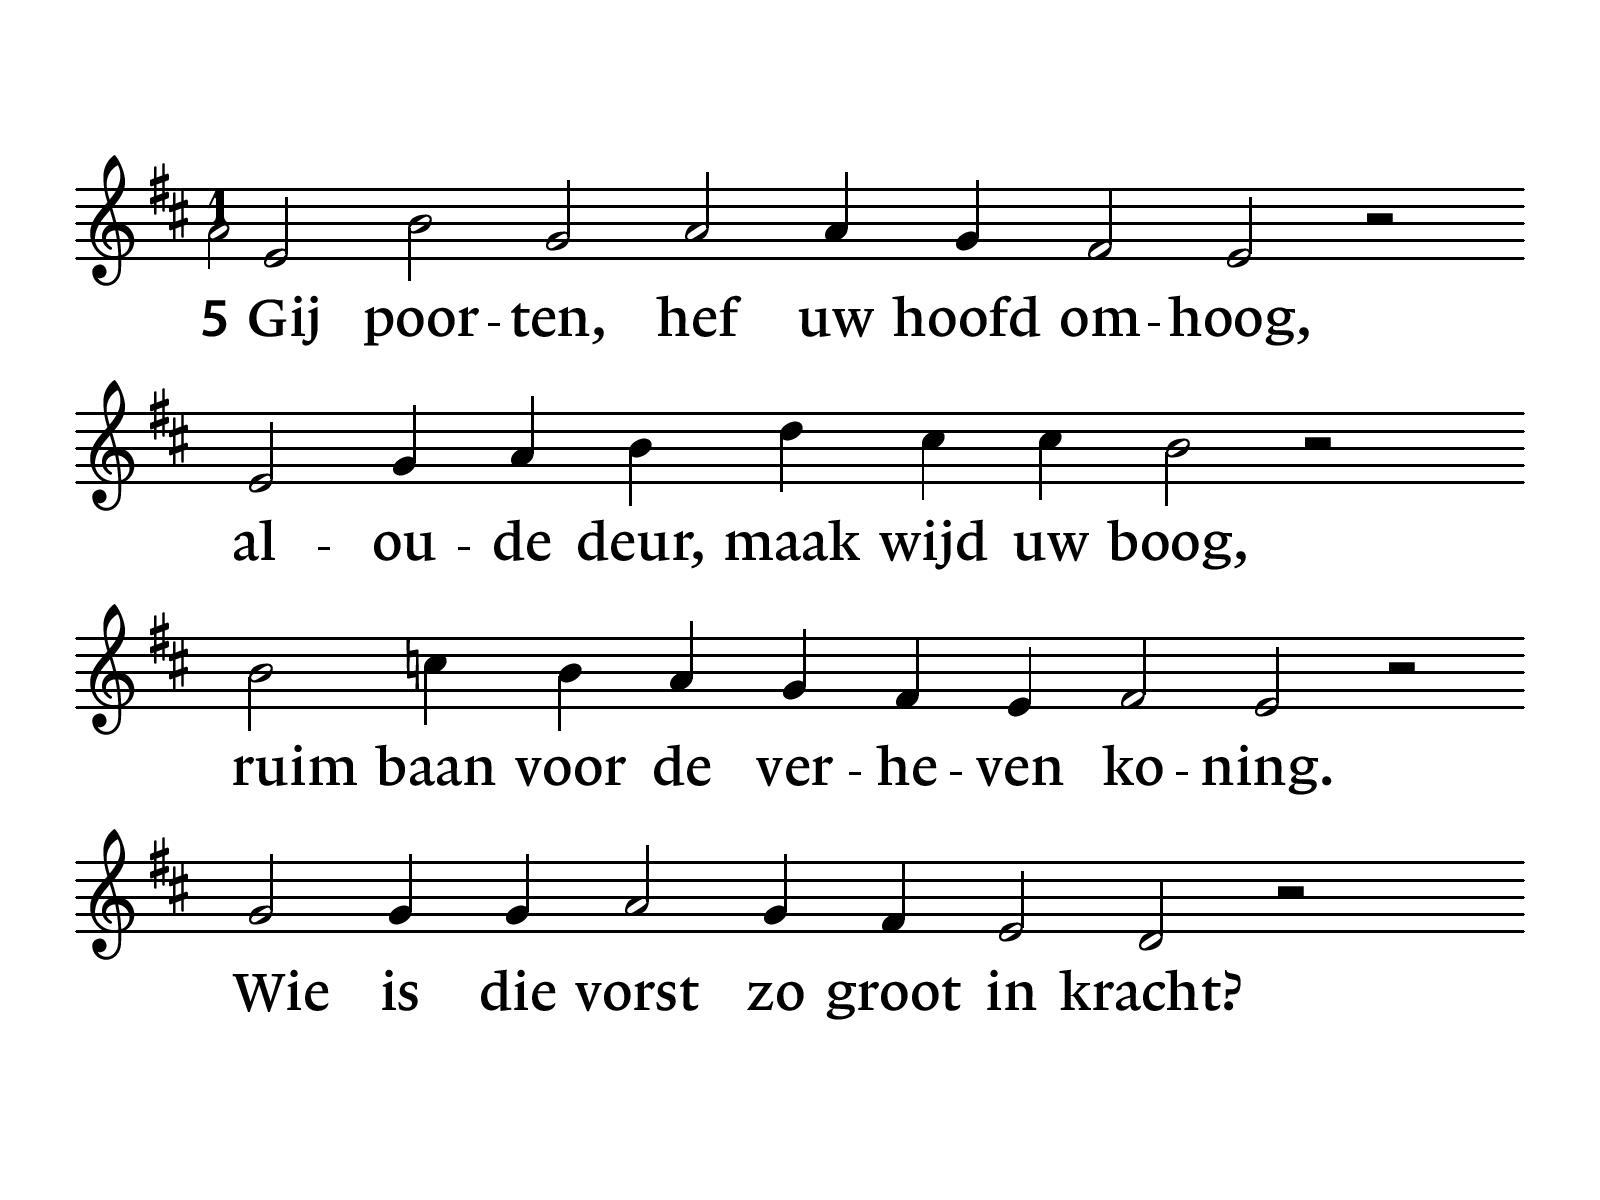 5 Gij poor-ten, hef uw hoofd om-hoog,
al - ou - de deur, maak wijd uw boog,
ruim baan voor de ver - he - ven ko - ning.
Wie is die vorst zo groot in kracht?